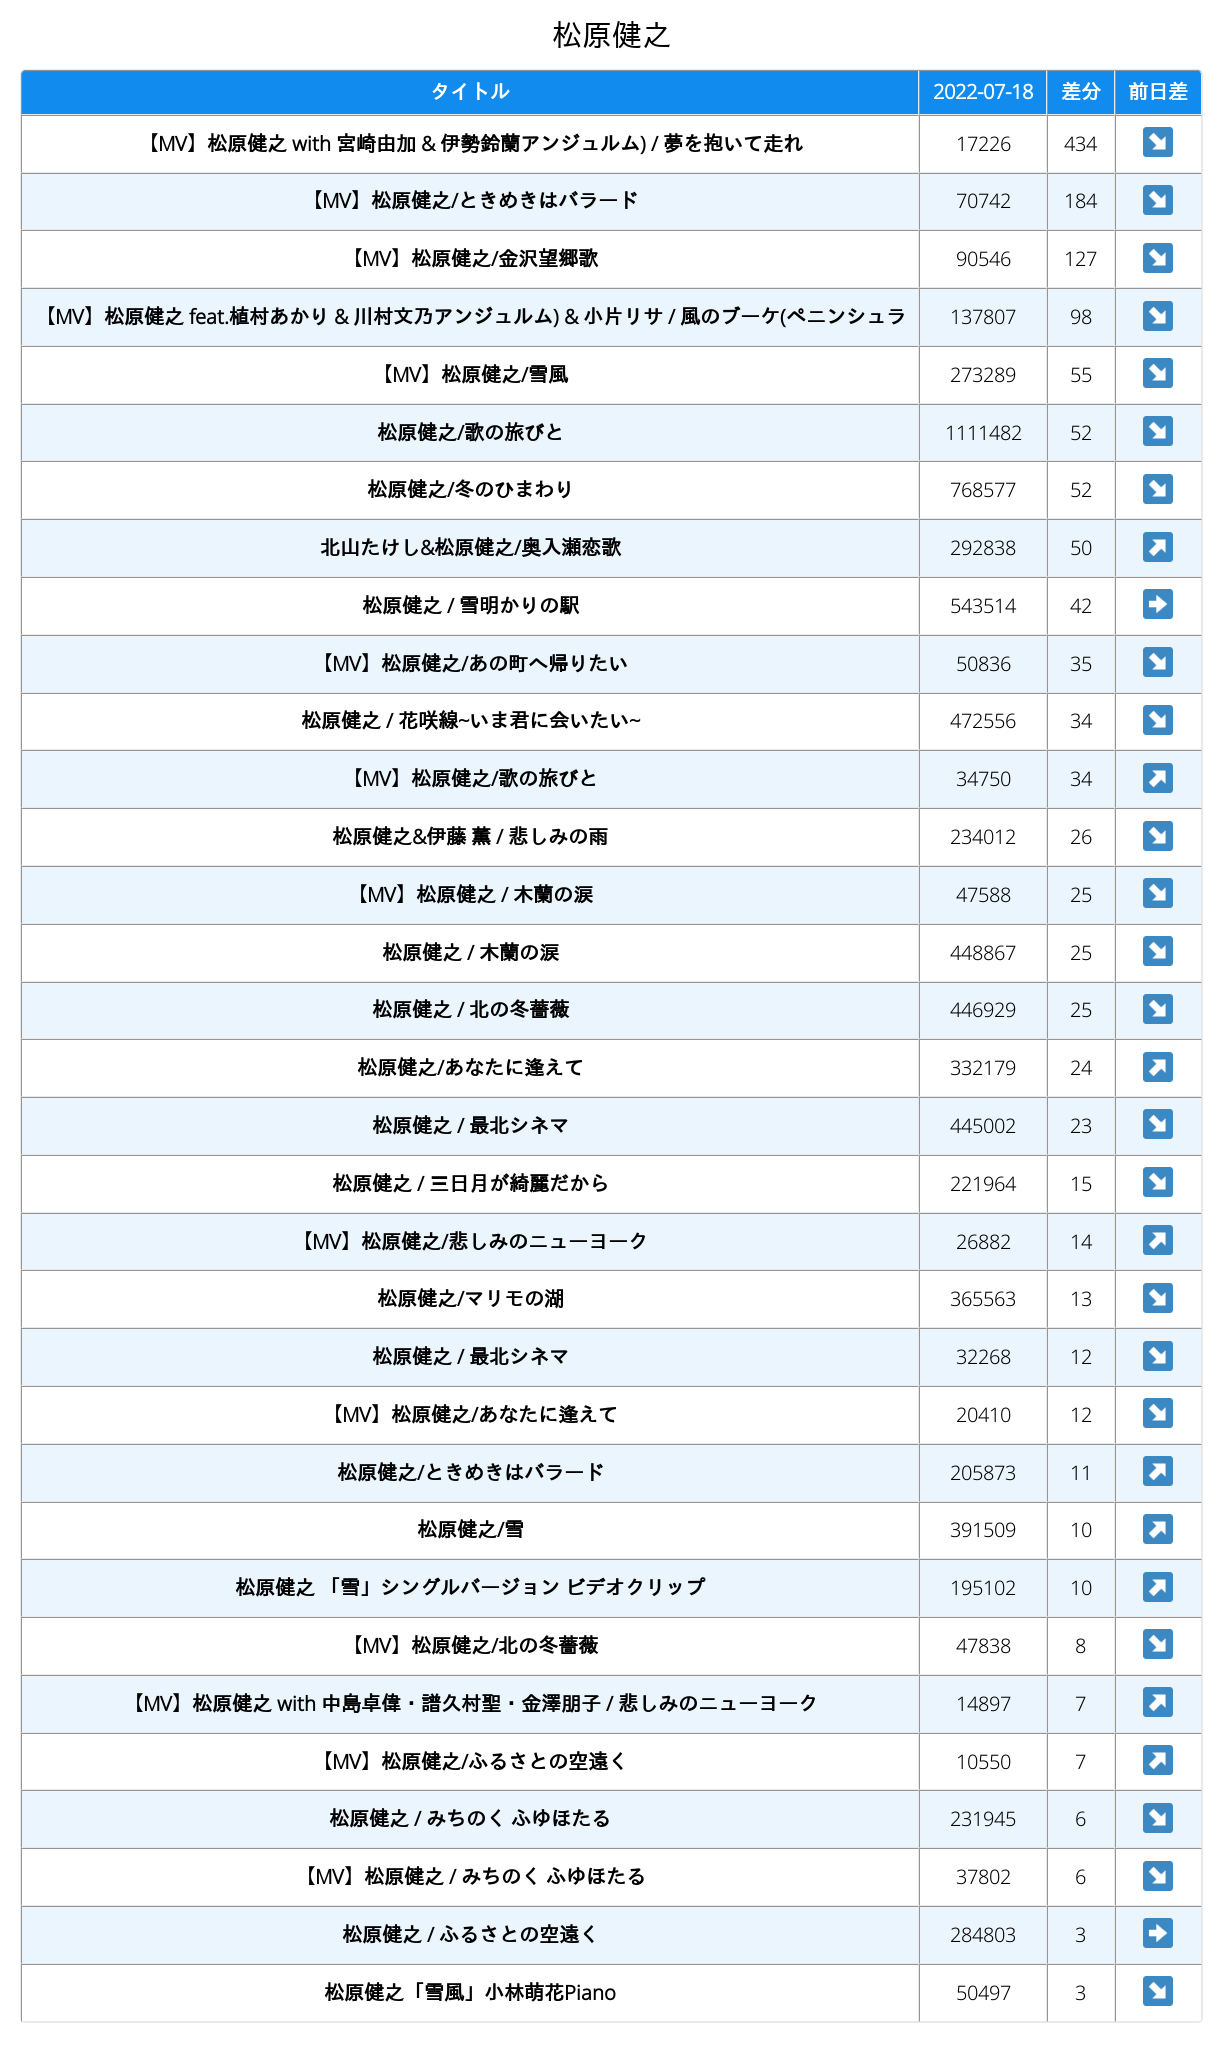 松原健之
タイトル 2022-07-18 差分 前日差
【MV】松原健之 with 宮崎由加 & 伊勢鈴蘭アンジュルム) / 夢を抱いて走れ 17226 434 ↘
【MV】松原健之/ときめきはバラード 70742 184 ↘
【MV】松原健之/金沢望郷歌 90546 127 ↘
【MV】松原健之 feat.植村あかり & 川村文乃アンジュルム) & 小片リサ / 風のブーケ(ペニンシュラ 137807 98 ↘
【MV】松原健之/雪風 273289 55 ↘
松原健之/歌の旅びと 1111482 52 ↘
松原健之/冬のひまわり 768577 52 ↘
北山たけし&松原健之/奥入瀬恋歌 292838 50 ↗
松原健之 / 雪明かりの駅 543514 42 ➡
【MV】松原健之/あの町へ帰りたい 50836 35 ↘
松原健之 / 花咲線~いま君に会いたい~ 472556 34 ↘
【MV】松原健之/歌の旅びと 34750 34 ↗
松原健之&伊藤 薫 / 悲しみの雨 234012 26 ↘
【MV】松原健之 / 木蘭の涙 47588 25 ↘
松原健之 / 木蘭の涙 448867 25 ↘
松原健之 / 北の冬薔薇 446929 25 ↘
松原健之/あなたに逢えて 332179 24 ↗
松原健之 / 最北シネマ 445002 23 ↘
松原健之 / 三日月が綺麗だから 221964 15 ↘
【MV】松原健之/悲しみのニューヨーク 26882 14 ↗
松原健之/マリモの湖 365563 13 ↘
松原健之 / 最北シネマ 32268 12 ↘
【MV】松原健之/あなたに逢えて 20410 12 ↘
松原健之/ときめきはバラード 205873 11 ↗
松原健之/雪 391509 10 ↗
松原健之 「雪」シングルバージョン ビデオクリップ 195102 10 ↗
【MV】松原健之/北の冬薔薇 47838 8 ↘
【MV】松原健之 with 中島卓偉・譜久村聖・金澤朋子 / 悲しみのニューヨーク 14897 7 ↗
【MV】松原健之/ふるさとの空遠く 10550 7 ↗
松原健之 / みちのく ふゆほたる 231945 6 ↘
【MV】松原健之 / みちのく ふゆほたる 37802 6 ↘
松原健之 / ふるさとの空遠く 284803 3 ➡
松原健之「雪風」小林萌花Piano 50497 3 ↘